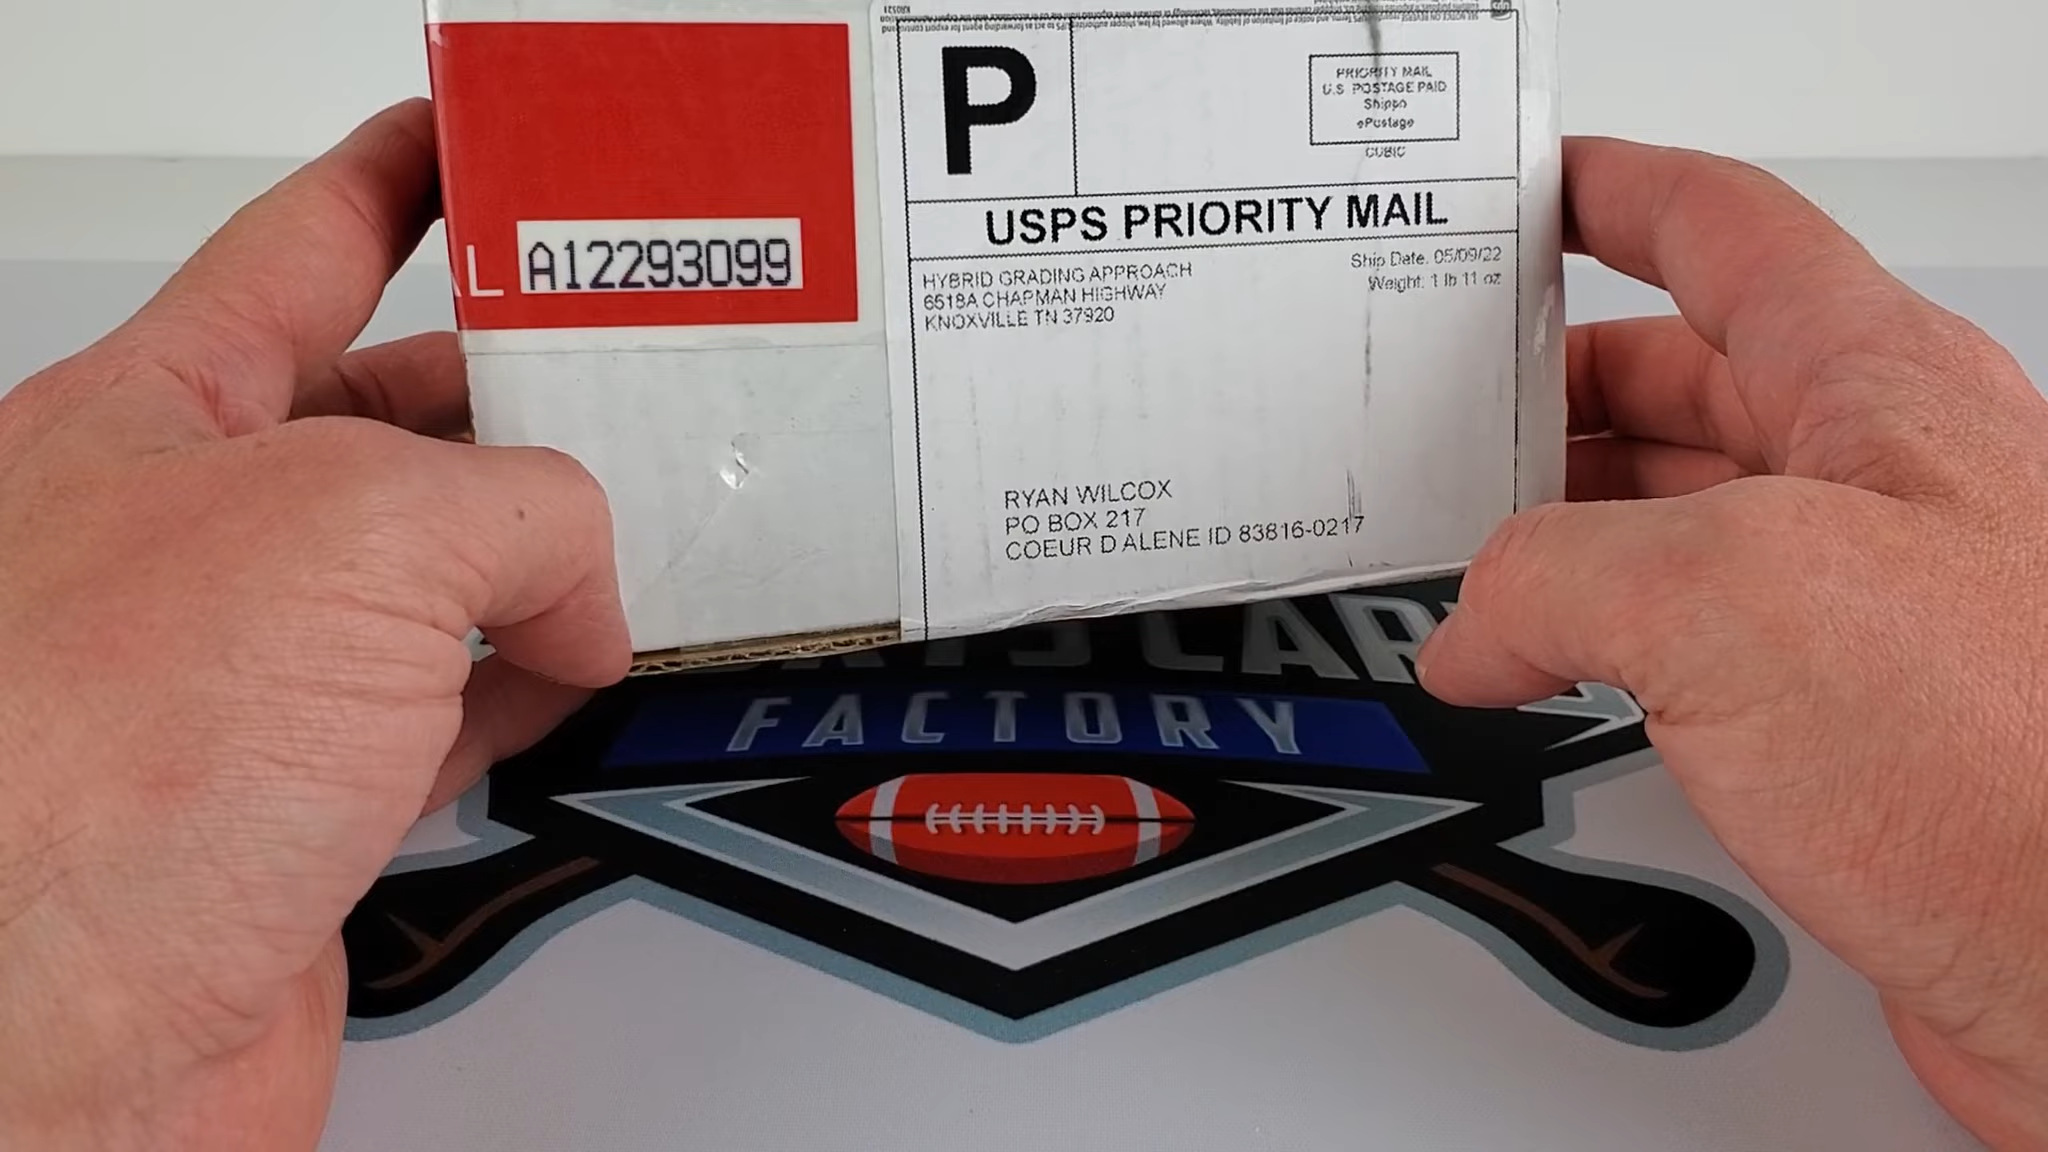 P
PRIORITY MAIL
U.S POSTAGE PAID
Shippo
ePostage
CUBIC
USPS PRIORITY MAIL
L A12293099
HYBRID GRADING APPROACH
6518A CHAPMAN HIGHWAY
KNOXVILLE TN 37920
Ship Date: 05/09/22
Weight: 1 lb 11 oz
RYAN WILCOX
PO BOX 217
COEUR D ALENE ID 83816-0217
FACTORY